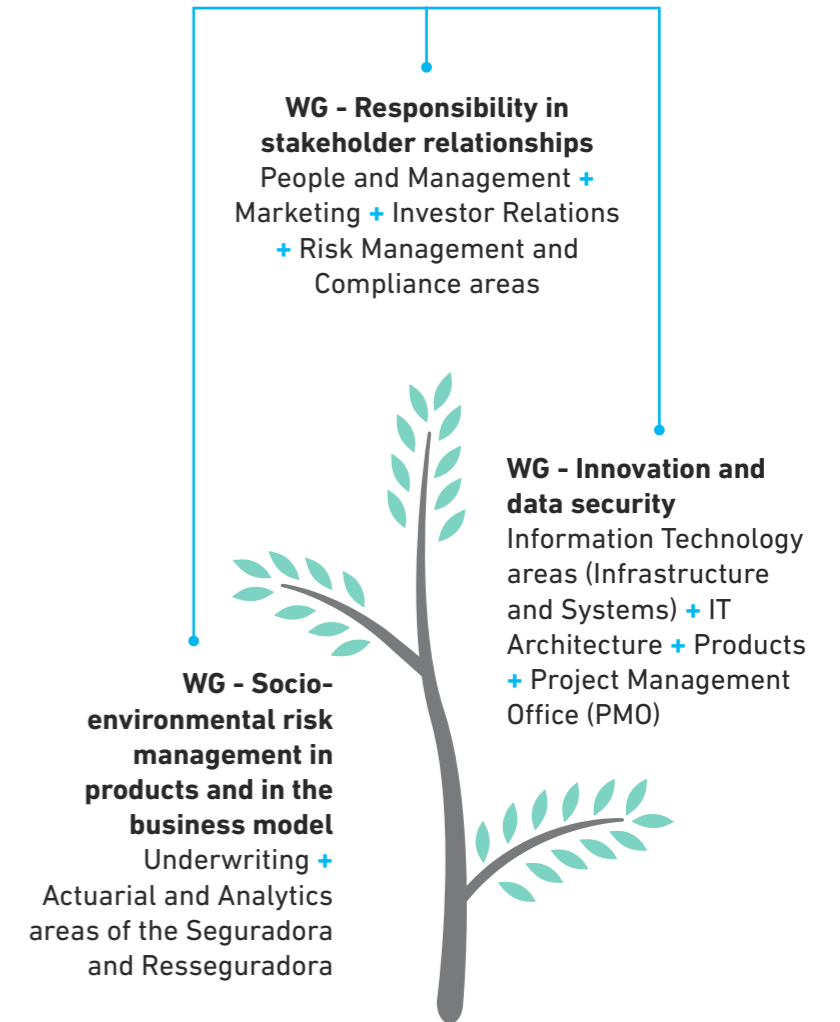 WG - Responsibility in
stakeholder relationships
People and Management +
Marketing + Investor Relations
+ Risk Management and
Compliance areas
WG - Innovation and
data security
Information Technology
areas (Infrastructure
and Systems) + IT
Architecture + Products
+ Project Management
Office (PMO)
WG - Socio-
environmental risk
management in
products and in the
business model
Underwriting +
Actuarial and Analytics
areas of the Seguradora
and Resseguradora